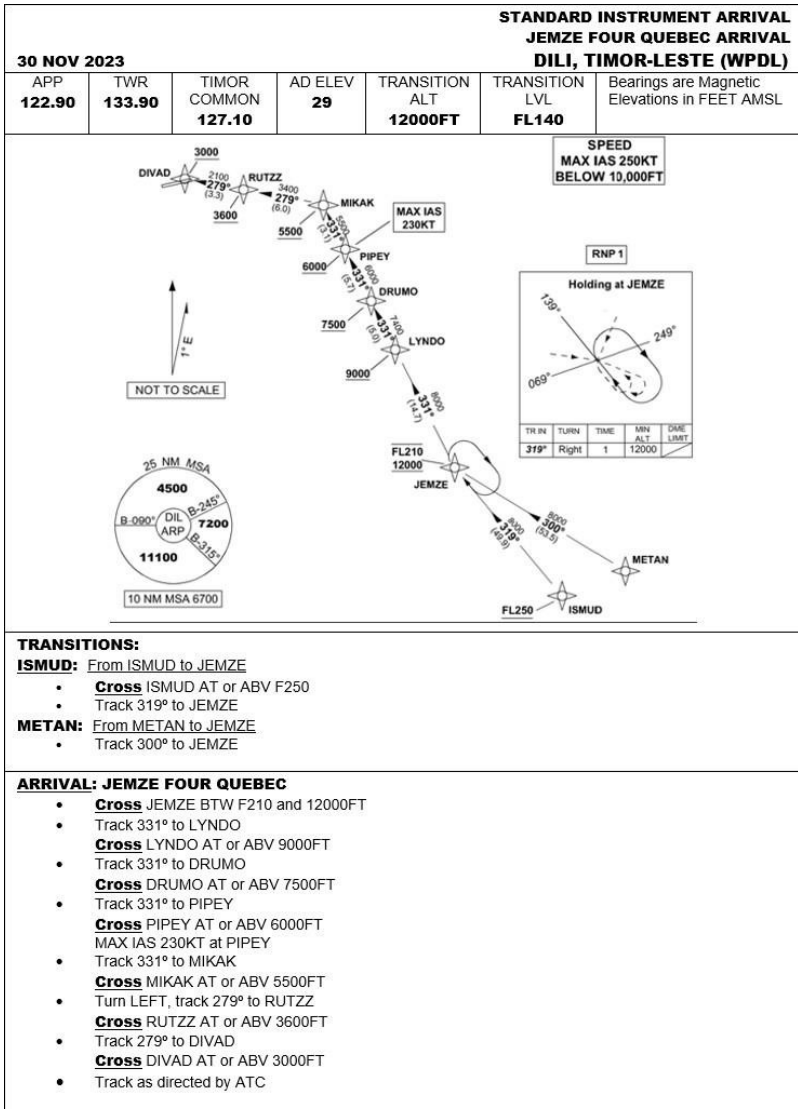 STANDARD INSTRUMENT ARRIVAL
JEMZE FOUR QUEBEC ARRIVAL
30 NOV 2023
DILI, TIMOR-LESTE (WPDL)
APP
122.90
TWR
133.90
TIMOR
COMMON
127.10
AD ELEV
29
TRANSITION
ALT
12000FT
TRANSITION
LVL
FL140
Bearings are Magnetic
Elevations in FEET AMSL
SPEED
MAX IAS 250KT
BELOW 10,000FT
3000
DIVAD
2100
279°
(3.3)
RUTZZ
3600
3400
279°
(6.0)
MIKAK
5500
5500
331°
(3.1)
MAX IAS
230KT
PIPEY
6000
6000
331°
(5.7)
DRUMO
7500
7400
331°
(5.0)
LYNDO
9000
8000
331°
(14.7)
FL210
12000
JEMZE
8000
319°
(49.9)
8000
300°
(53.5)
METAN
FL250
ISMUD
1° E
NOT TO SCALE
RNP 1
Holding at JEMZE
139°
249°
069°
TR IN
TURN
TIME
MIN
ALT
DME
LIMIT
319°
Right
1
12000
25 NM MSA
4500
B-245°
B-090°
DIL
ARP
7200
B-315°
11100
10 NM MSA 6700
TRANSITIONS:
ISMUD: From ISMUD to JEMZE
• Cross ISMUD AT or ABV F250
• Track 319º to JEMZE
METAN: From METAN to JEMZE
• Track 300º to JEMZE
ARRIVAL: JEMZE FOUR QUEBEC
• Cross JEMZE BTW F210 and 12000FT
• Track 331º to LYNDO
Cross LYNDO AT or ABV 9000FT
• Track 331º to DRUMO
Cross DRUMO AT or ABV 7500FT
• Track 331º to PIPEY
Cross PIPEY AT or ABV 6000FT
MAX IAS 230KT at PIPEY
• Track 331º to MIKAK
Cross MIKAK AT or ABV 5500FT
• Turn LEFT, track 279º to RUTZZ
Cross RUTZZ AT or ABV 3600FT
• Track 279º to DIVAD
Cross DIVAD AT or ABV 3000FT
• Track as directed by ATC